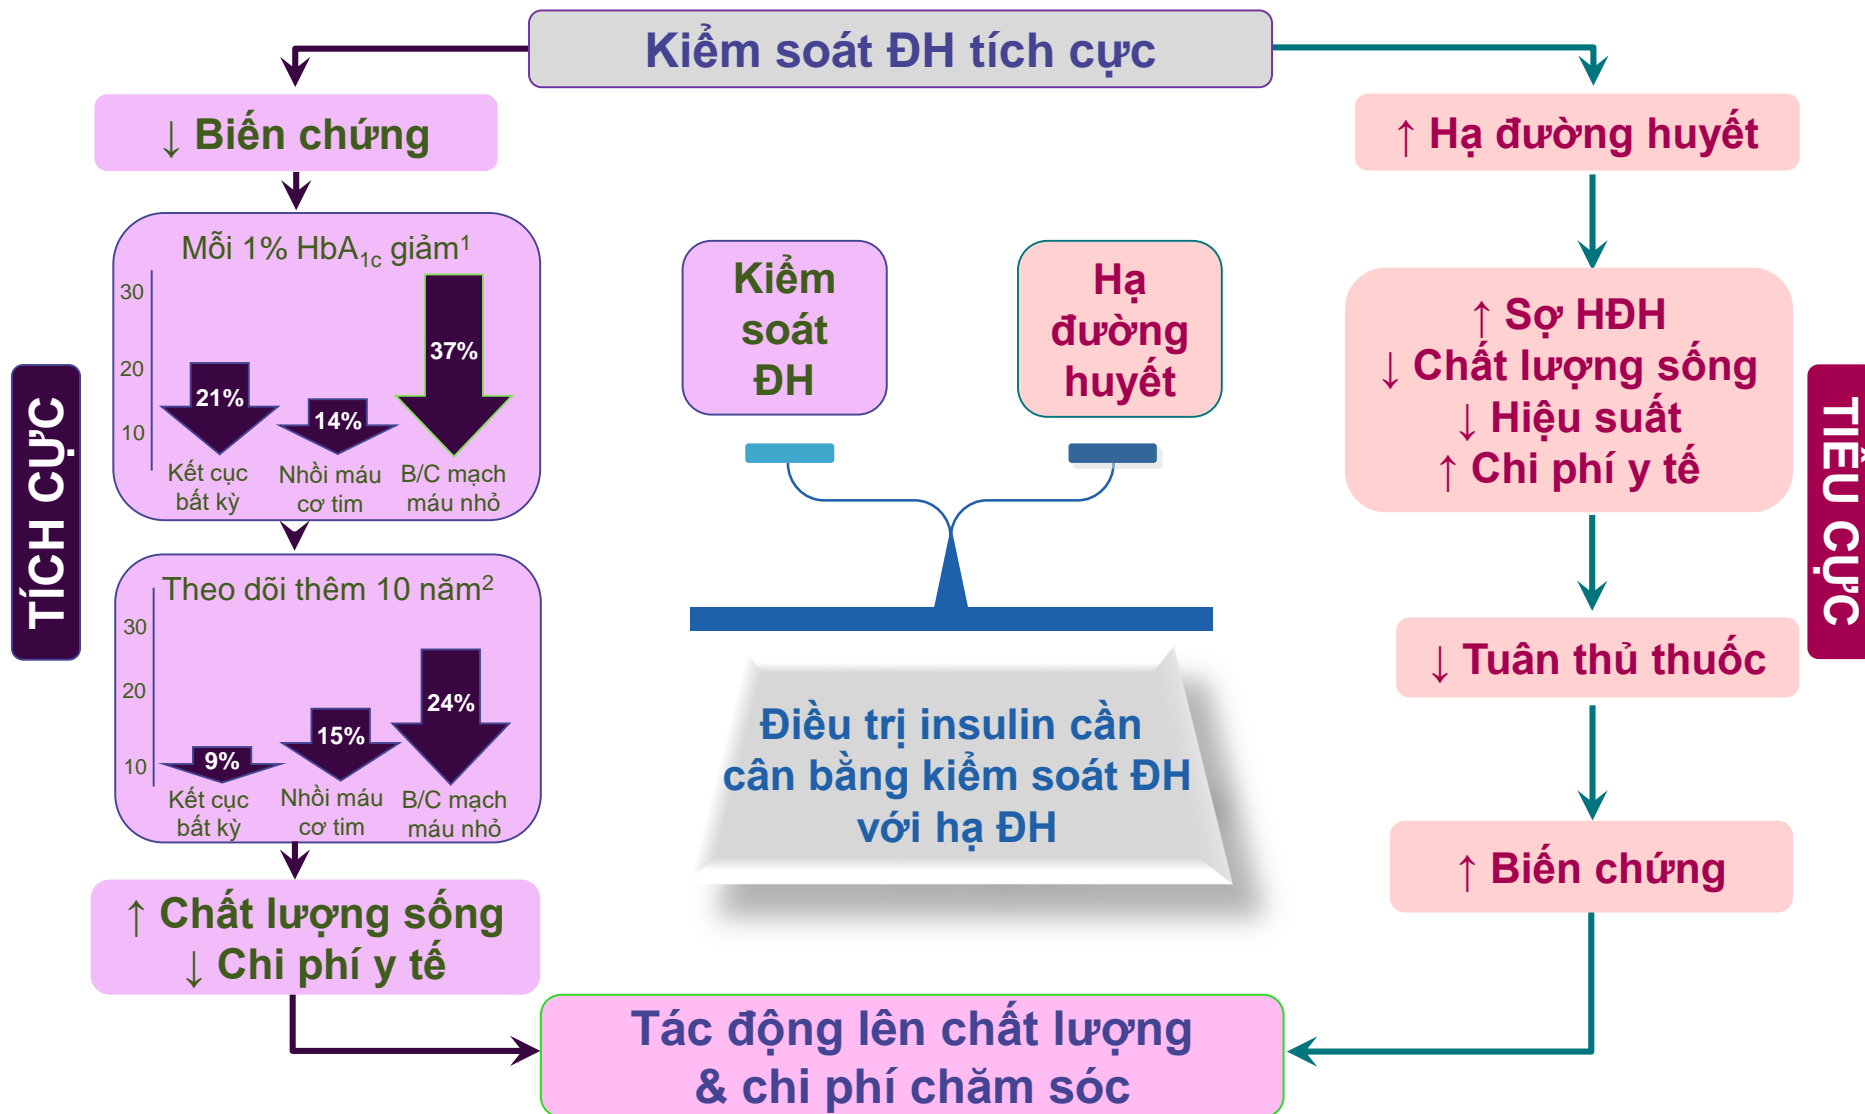 Kiểm soát ĐH tích cực
↓ Biến chứng
Mỗi 1% HbA1c giảm1
30
20
10
21%
14%
37%
Kết cục
bất kỳ
Nhồi máu
cơ tim
B/C mạch
máu nhỏ
Theo dõi thêm 10 năm2
30
20
10
9%
15%
24%
Kết cục
bất kỳ
Nhồi máu
cơ tim
B/C mạch
máu nhỏ
↑ Chất lượng sống
↓ Chi phí y tế
TÍCH CỰC
Kiểm
soát
ĐH
Hạ
đường
huyết
Điều trị insulin cần
cân bằng kiểm soát ĐH
với hạ ĐH
↑ Hạ đường huyết
↑ Sợ HĐH
↓ Chất lượng sống
↓ Hiệu suất
↑ Chi phí y tế
↓ Tuân thủ thuốc
↑ Biến chứng
TIÊU CỰC
Tác động lên chất lượng
& chi phí chăm sóc